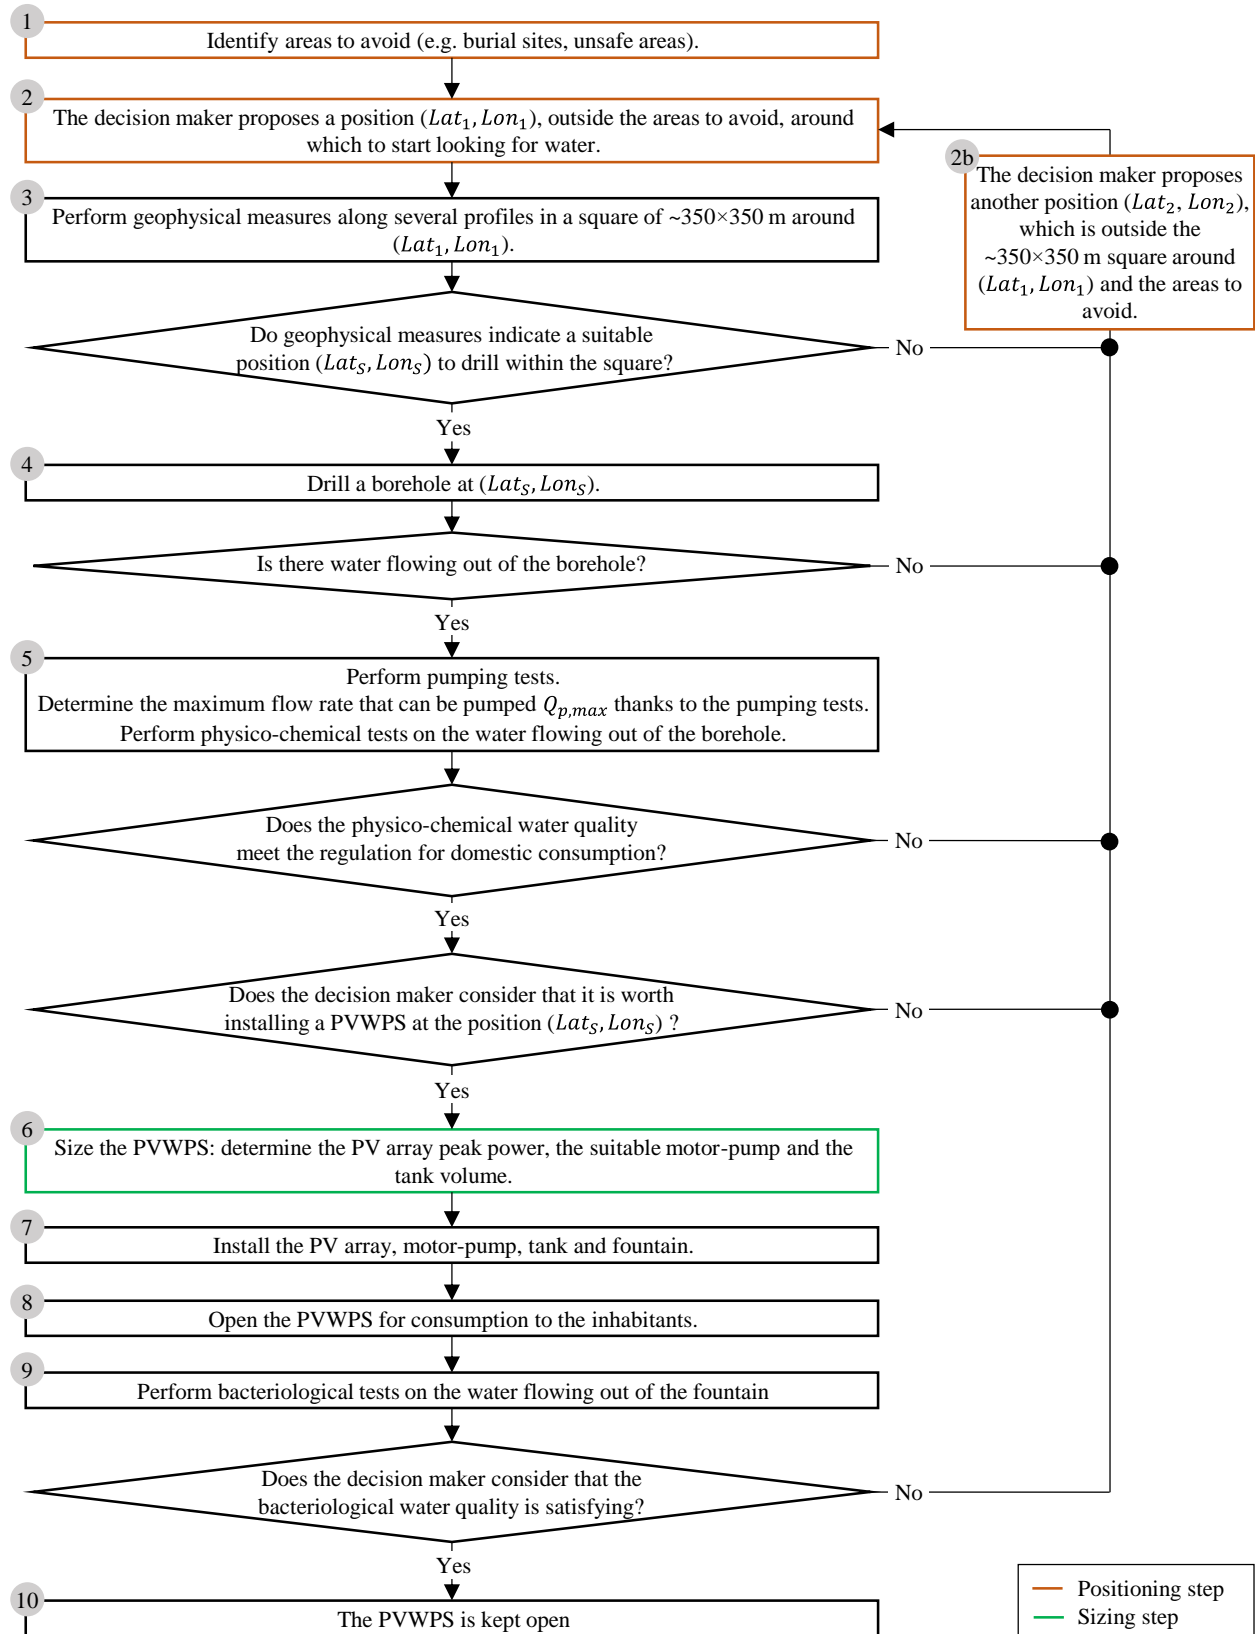 1
Identify areas to avoid (e.g. burial sites, unsafe areas).
2
The decision maker proposes a position (Lat₁, Lon₁), outside the areas to avoid, around
which to start looking for water.
2b
The decision maker proposes
another position (Lat₂, Lon₂),
which is outside the
~350×350 m square around
(Lat₁, Lon₁) and the areas to
avoid.
3
Perform geophysical measures along several profiles in a square of ~350×350 m around
(Lat₁, Lon₁).
Do geophysical measures indicate a suitable
position (Lat_S, Lon_S) to drill within the square?
No
Yes
4
Drill a borehole at (Lat_S, Lon_S).
Is there water flowing out of the borehole?
No
Yes
5
Perform pumping tests.
Determine the maximum flow rate that can be pumped Q_p,max thanks to the pumping tests.
Perform physico-chemical tests on the water flowing out of the borehole.
Does the physico-chemical water quality
meet the regulation for domestic consumption?
No
Yes
Does the decision maker consider that it is worth
installing a PVWPS at the position (Lat_S, Lon_S) ?
No
Yes
6
Size the PVWPS: determine the PV array peak power, the suitable motor-pump and the
tank volume.
7
Install the PV array, motor-pump, tank and fountain.
8
Open the PVWPS for consumption to the inhabitants.
9
Perform bacteriological tests on the water flowing out of the fountain
Does the decision maker consider that the
bacteriological water quality is satisfying?
No
Yes
10
The PVWPS is kept open
Positioning step
Sizing step